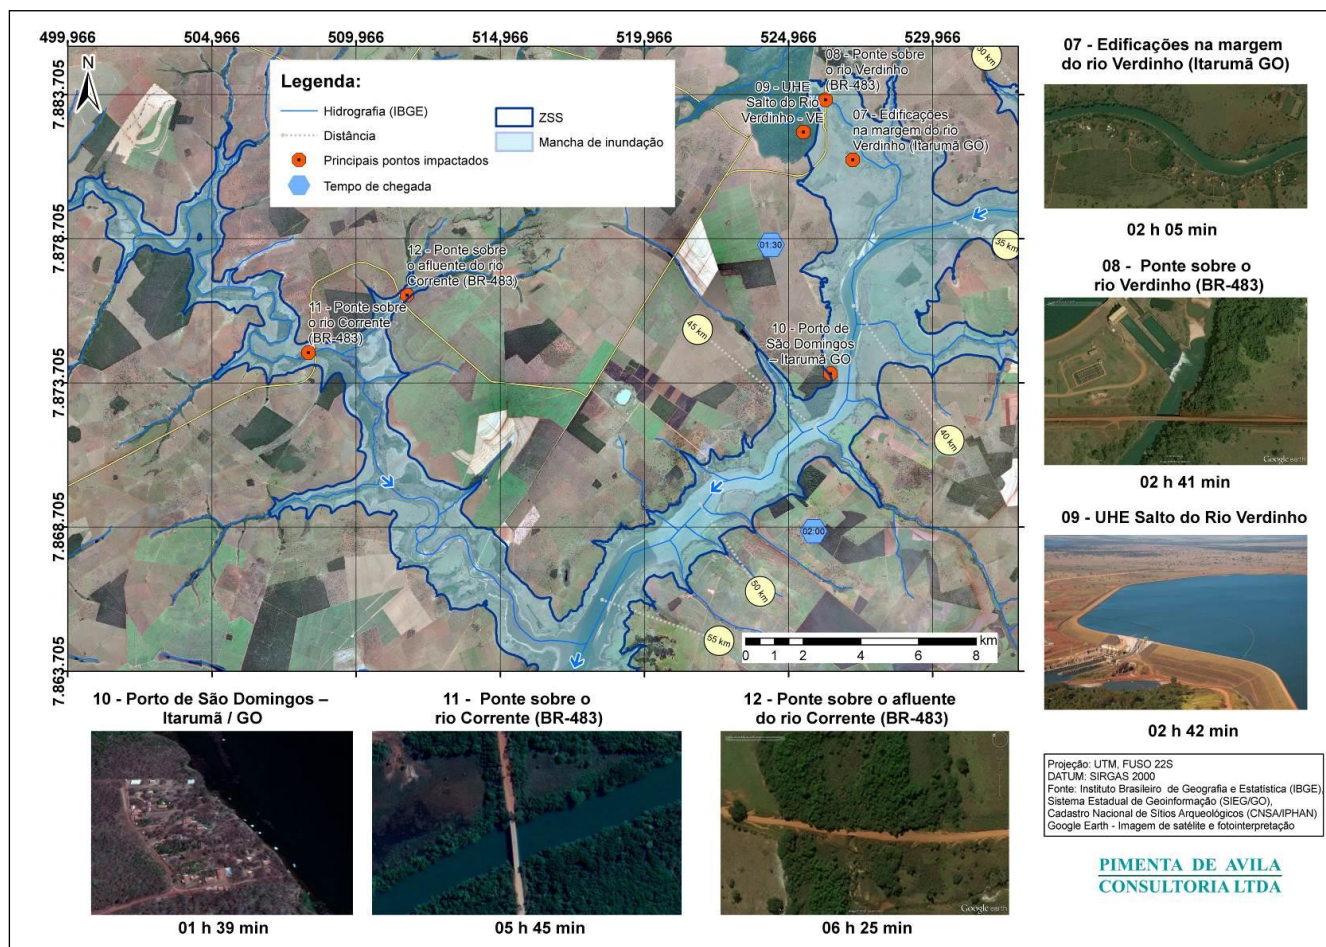 499,966
504,966
509,966
514,966
519,966
524,966
529,966
7.883.705
7.878.705
7.873.705
7.868.705
7.863.705
N
Legenda:
Hidrografia (IBGE)
Distância
Principais pontos impactados
Tempo de chegada
ZSS
Mancha de inundação
08 - Ponte sobre
o rio Verdinho
(BR-483)
09 - UHE
Salto do Rio
Verdinho - VE
07 - Edificações
na margem do rio
Verdinho (Itarumã GO)
30 km
35 km
01:30
12 - Ponte sobre
o afluente do rio
Corrente (BR-483)
11 - Ponte sobre
o rio Corrente
(BR-483)
45 km
10 - Porto de
São Domingos
– Itarumã GO
40 km
02:00
50 km
55 km
km
0 1 2 4 6 8
07 - Edificações na margem
do rio Verdinho (Itarumã GO)
02 h 05 min
08 - Ponte sobre o
rio Verdinho (BR-483)
Google earth
02 h 41 min
09 - UHE Salto do Rio Verdinho
02 h 42 min
10 - Porto de São Domingos –
Itarumã / GO
01 h 39 min
11 - Ponte sobre o
rio Corrente (BR-483)
05 h 45 min
12 - Ponte sobre o afluente
do rio Corrente (BR-483)
Google earth
06 h 25 min
Projeção: UTM, FUSO 22S
DATUM: SIRGAS 2000
Fonte: Instituto Brasileiro de Geografia e Estatística (IBGE),
Sistema Estadual de Geoinformação (SIEG/GO),
Cadastro Nacional de Sítios Arqueológicos (CNSA/IPHAN)
Google Earth - Imagem de satélite e fotointerpretação
PIMENTA DE AVILA
CONSULTORIA LTDA